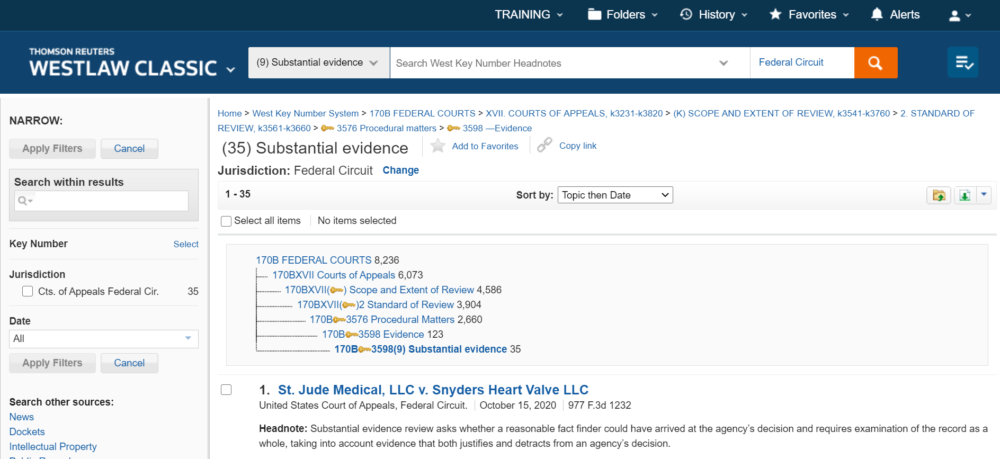 TRAINING Folders History Favorites Alerts
THOMSON REUTERS
WESTLAW CLASSIC
(9) Substantial evidence Search West Key Number Headnotes Federal Circuit
NARROW:
Apply Filters Cancel
Search within results
Key Number Select
Jurisdiction
Cts. of Appeals Federal Cir. 35
Date
All
Apply Filters Cancel
Search other sources:
News
Dockets
Intellectual Property
Home > West Key Number System > 170B FEDERAL COURTS > XVII. COURTS OF APPEALS, k3231-k3820 > (K) SCOPE AND EXTENT OF REVIEW, k3541-k3760 > 2. STANDARD OF
REVIEW, k3561-k3660 > 3576 Procedural matters > 3598 —Evidence
(35) Substantial evidence Add to Favorites Copy link
Jurisdiction: Federal Circuit Change
1 - 35 Sort by: Topic then Date
Select all items No items selected
170B FEDERAL COURTS 8,236
170BXVII Courts of Appeals 6,073
170BXVII() Scope and Extent of Review 4,586
170BXVII()2 Standard of Review 3,904
170B3576 Procedural Matters 2,660
170B3598 Evidence 123
170B3598(9) Substantial evidence 35
1. St. Jude Medical, LLC v. Snyders Heart Valve LLC
United States Court of Appeals, Federal Circuit. October 15, 2020 977 F.3d 1232
Headnote: Substantial evidence review asks whether a reasonable fact finder could have arrived at the agency’s decision and requires examination of the record as a
whole, taking into account evidence that both justifies and detracts from an agency’s decision.